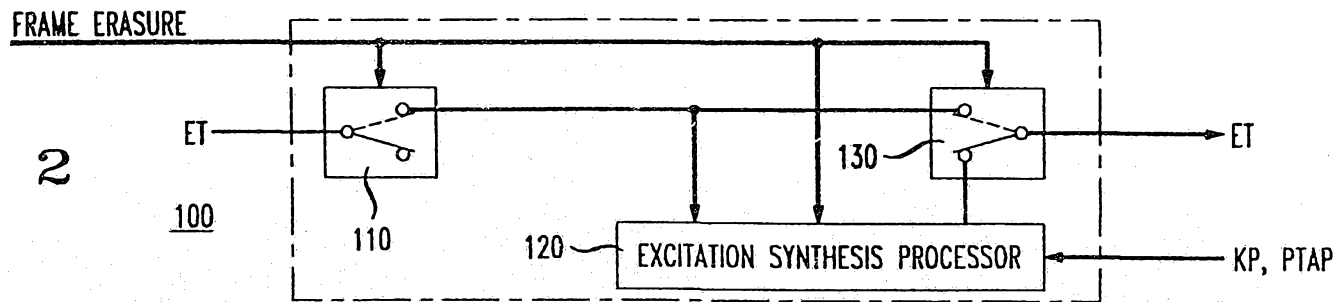 FRAME ERASURE
ET
130
ET
2
100
110
120
EXCITATION SYNTHESIS PROCESSOR
KP, PTAP